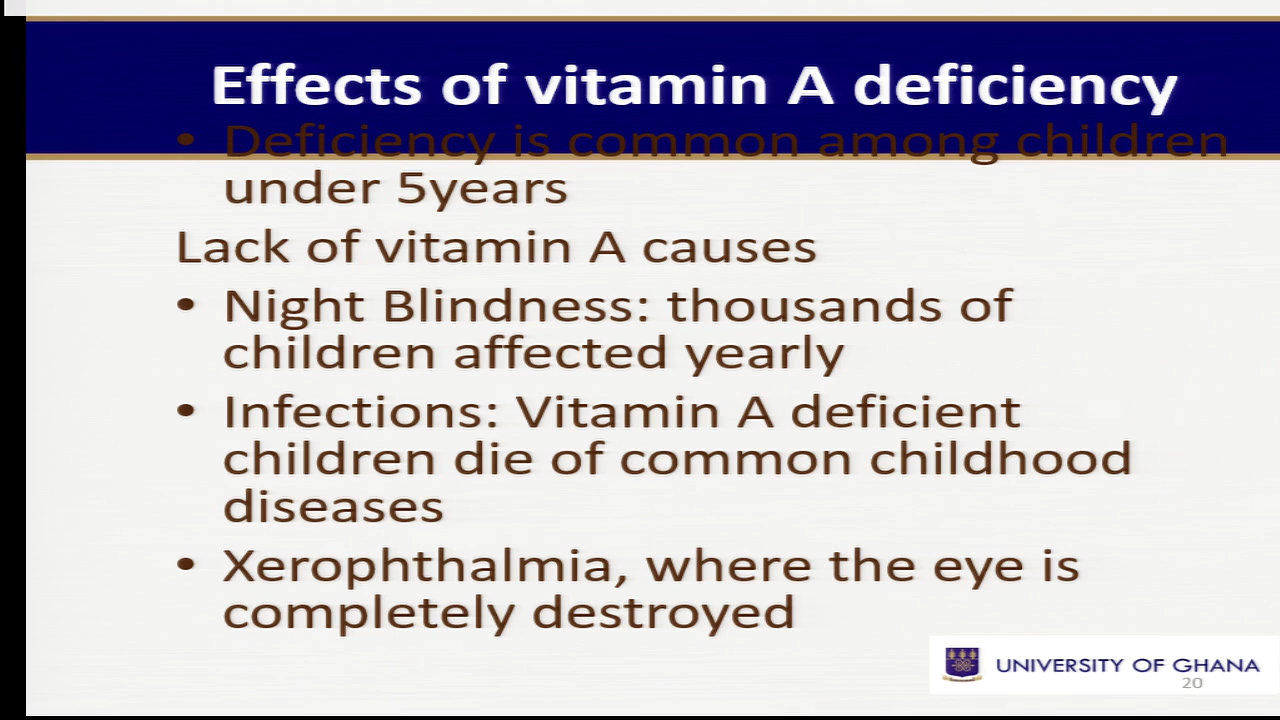 Effects of vitamin A deficiency
• Deficiency is common among children
under 5years
Lack of vitamin A causes
• Night Blindness: thousands of
children affected yearly
• Infections: Vitamin A deficient
children die of common childhood
diseases
• Xerophthalmia, where the eye is
completely destroyed
UNIVERSITY OF GHANA
20